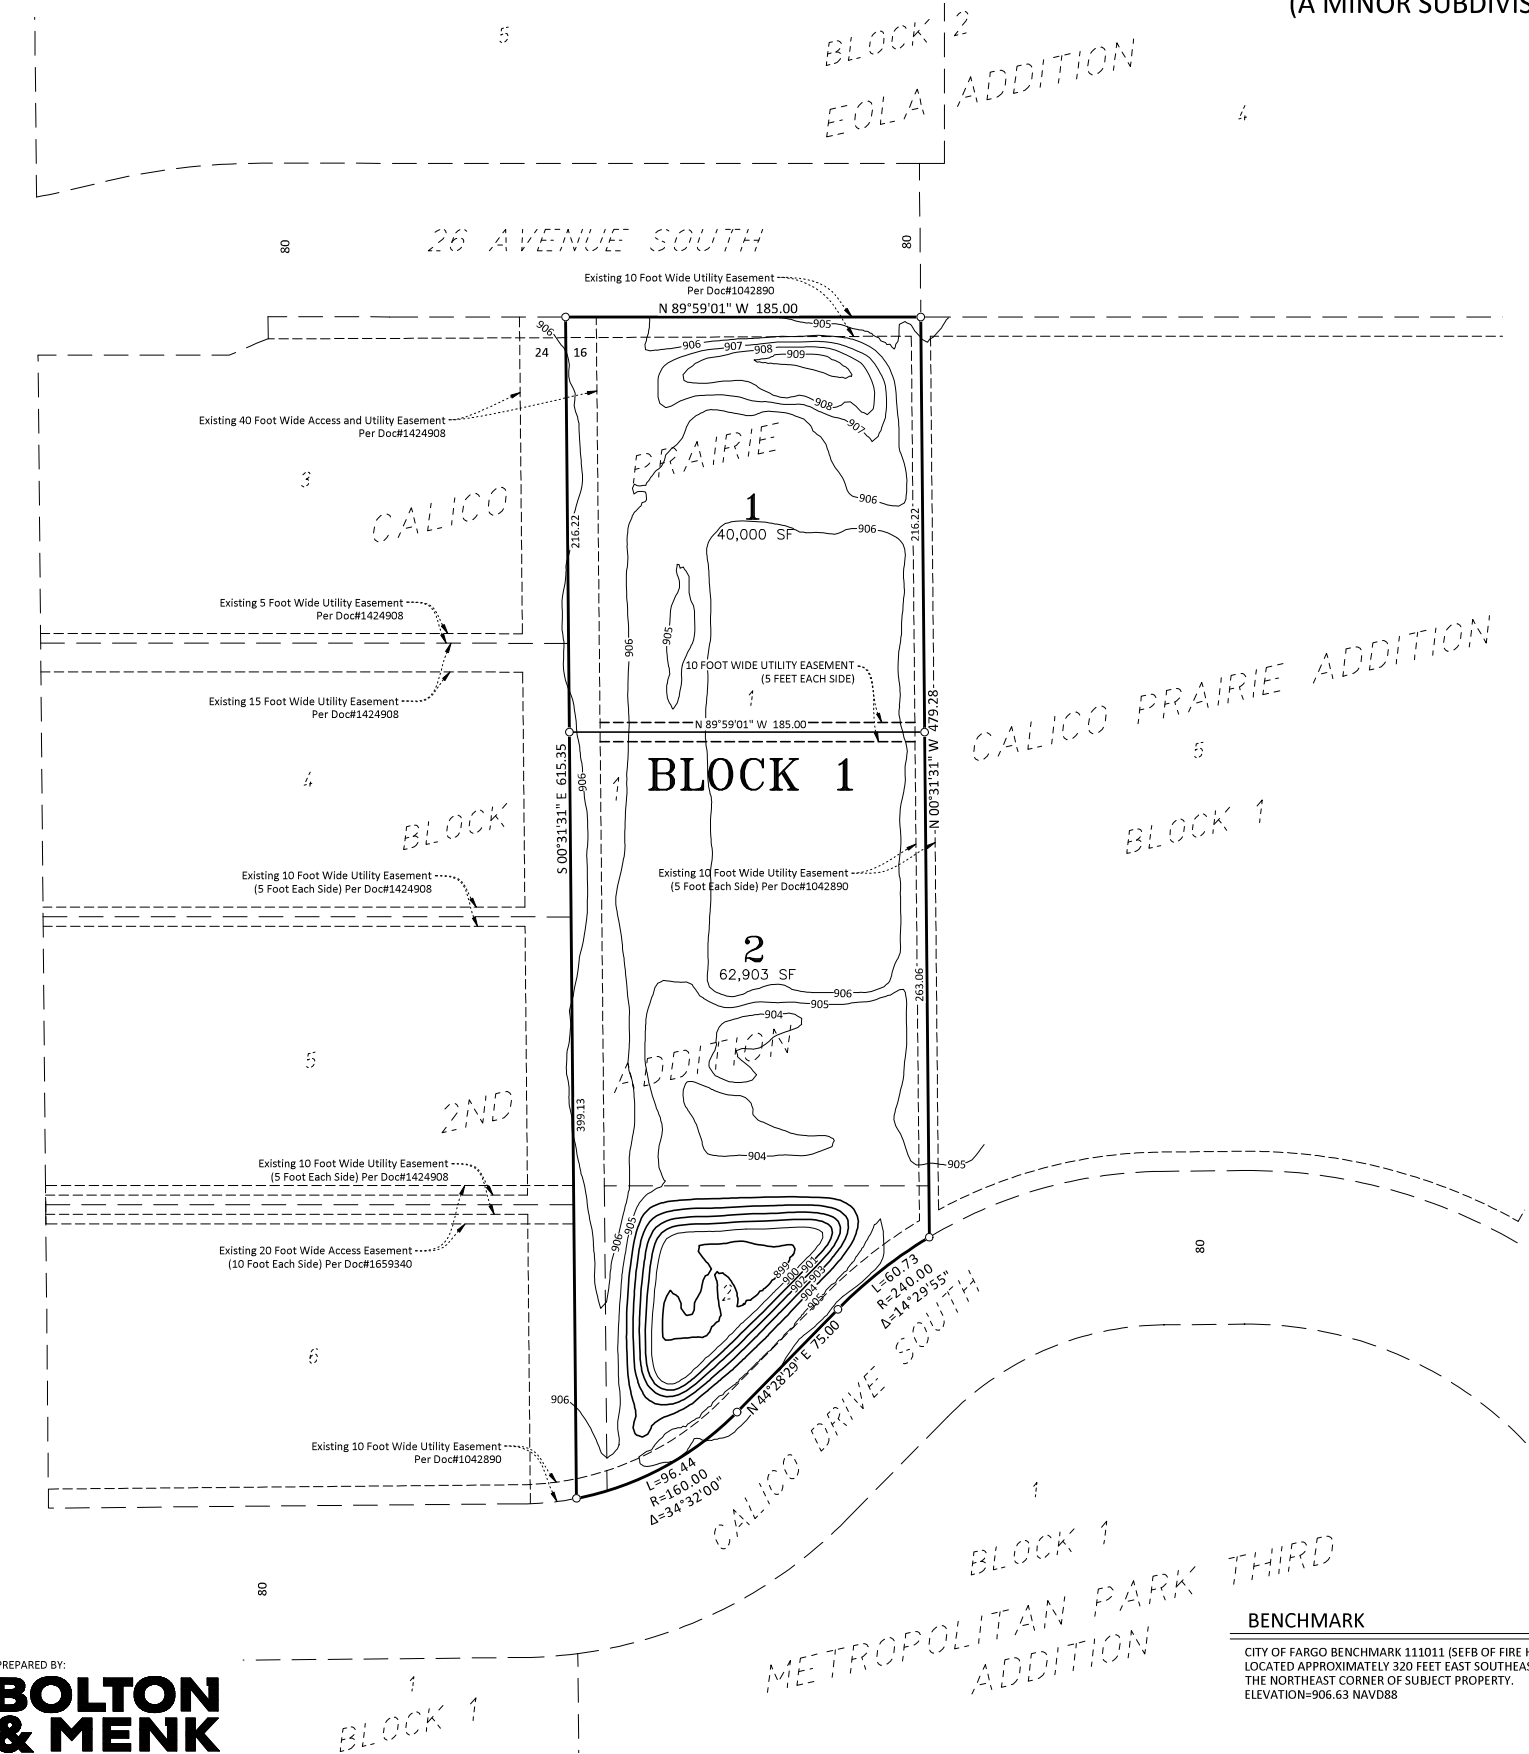 (A MINOR SUBDIVIS
5
BLOCK 2
EOLA ADDITION
4
80
26 AVENUE SOUTH
80
Existing 10 Foot Wide Utility Easement
Per Doc#1042890
N 89°59'01" W 185.00
906
905
24
16
906
907
908
909
908
907
Existing 40 Foot Wide Access and Utility Easement
Per Doc#1424908
3
CALICO
PRAIRIE
906
1
40,000 SF
216.22
216.22
906
Existing 5 Foot Wide Utility Easement
Per Doc#1424908
905
906
10 FOOT WIDE UTILITY EASEMENT
(5 FEET EACH SIDE)
Existing 15 Foot Wide Utility Easement
Per Doc#1424908
1
N 89°59'01" W 185.00
N 00°31'31" W 479.28
CALICO PRAIRIE ADDITION
5
S 00°31'31" E 615.35
906
4
1
BLOCK 1
BLOCK
BLOCK 1
Existing 10 Foot Wide Utility Easement
(5 Foot Each Side) Per Doc#1424908
Existing 10 Foot Wide Utility Easement
(5 Foot Each Side) Per Doc#1042890
2
62,903 SF
263.06
906
905
904
5
ADDITION
2ND
399.13
904
905
Existing 10 Foot Wide Utility Easement
(5 Foot Each Side) Per Doc#1424908
906
905
Existing 20 Foot Wide Access Easement
(10 Foot Each Side) Per Doc#1659340
80
899
900
901
902
903
904
905
2
L=60.73
R=240.00
Δ=14°29'55"
6
N 44°28'29" E 75.00
CALICO DRIVE SOUTH
906
Existing 10 Foot Wide Utility Easement
Per Doc#1042890
L=96.44
R=160.00
Δ=34°32'00"
1
BLOCK 1
METROPOLITAN PARK THIRD
ADDITION
80
BENCHMARK
CITY OF FARGO BENCHMARK 111011 (SEFB OF FIRE H
LOCATED APPROXIMATELY 320 FEET EAST SOUTHEAS
THE NORTHEAST CORNER OF SUBJECT PROPERTY.
ELEVATION=906.63 NAVD88
PREPARED BY:
BOLTON
& MENK
1
BLOCK 1